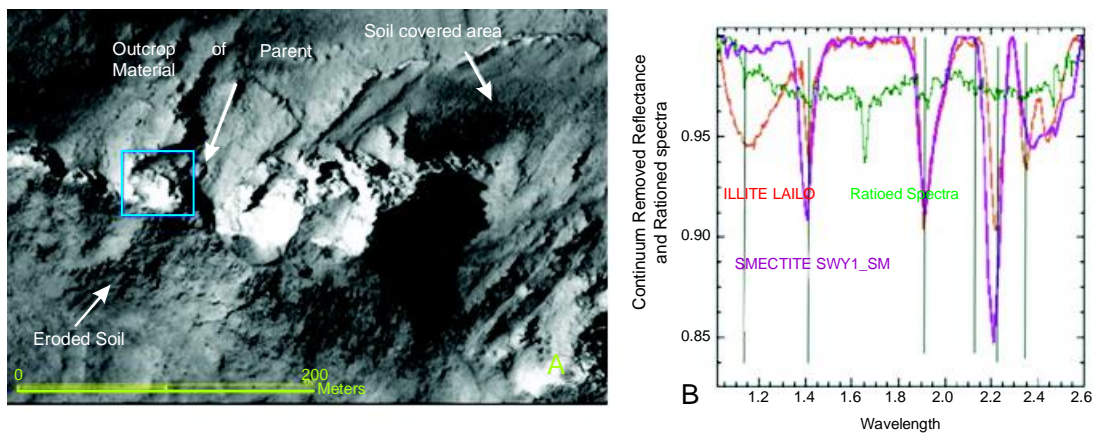 Outcrop of Parent
Material
Soil covered area
Eroded Soil
A
0 200
Meters
Continuum Removed Reflectance
and Rationed spectra
0.95
0.90
0.85
ILLITE LAILO
Ratioed Spectra
SMECTITE SWY1_SM
B
1.2 1.4 1.6 1.8 2.0 2.2 2.4 2.6
Wavelength